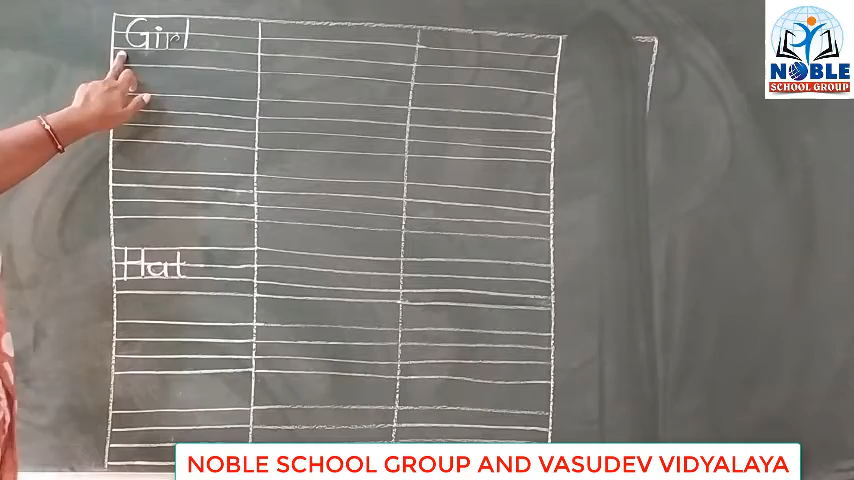 Girl
NOBLE
SCHOOL GROUP
Hat
NOBLE SCHOOL GROUP AND VASUDEV VIDYALAYA